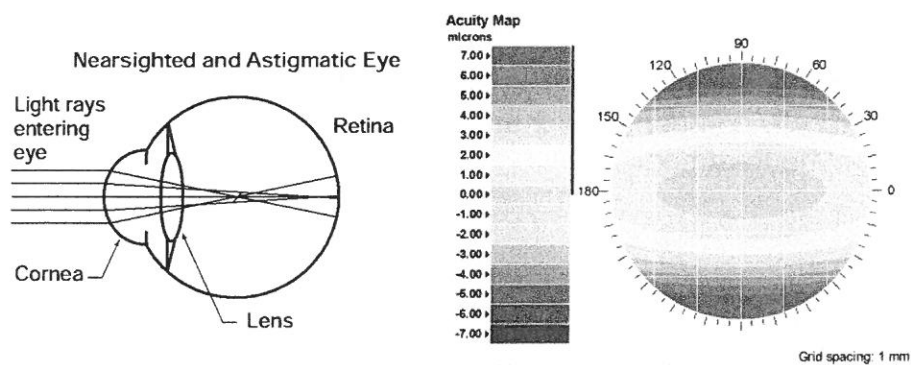 Nearsighted and Astigmatic Eye
Light rays
entering
eye
Retina
Cornea
Lens
Acuity Map
microns
7.00
6.00
5.00
4.00
3.00
2.00
1.00
0.00
-1.00
-2.00
-3.00
-4.00
-5.00
-6.00
-7.00
90
120
60
150
30
180
0
Grid spacing: 1 mm